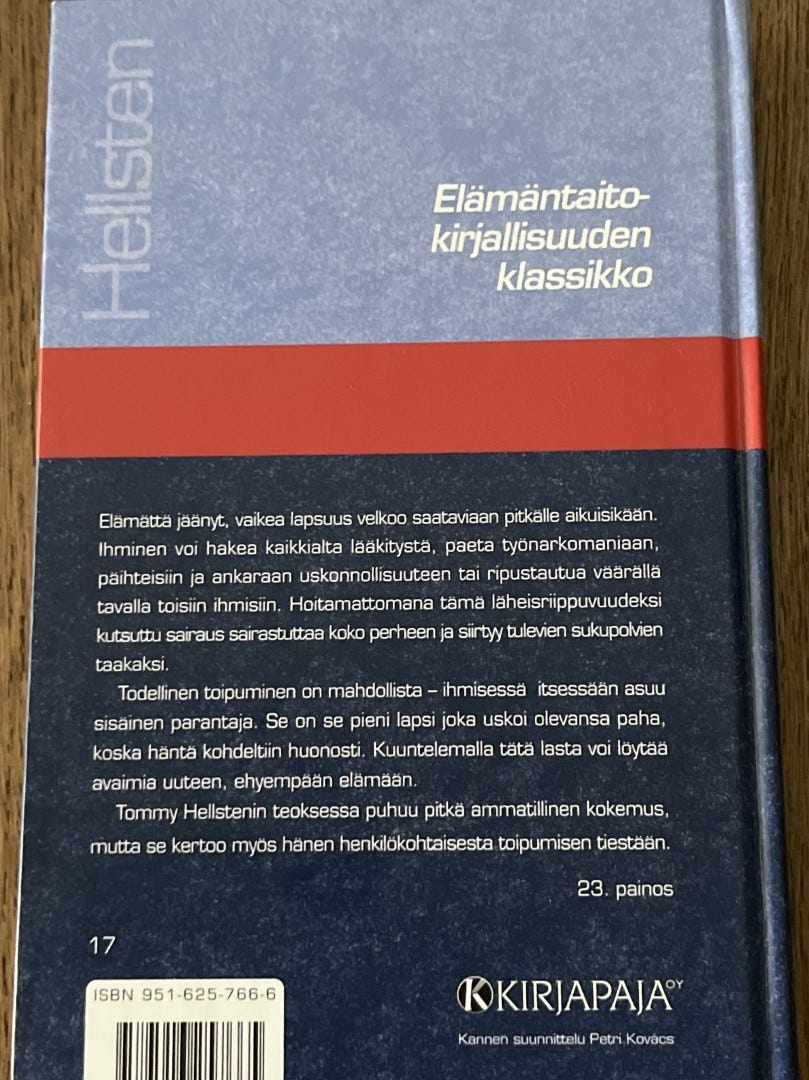 Hellsten
Elämäntaito-
kirjallisuuden
klassikko
Elämättä jäänyt, vaikea lapsuus velkoo saataviaan pitkälle aikuisikään.
Ihminen voi hakea kaikkialta lääkitystä, paeta työnarkomaniaan,
päihteisiin ja ankaraan uskonnollisuuteen tai ripustautua väärällä
tavalla toisiin ihmisiin. Hoitamattomana tämä läheisriippuvuudeksi
kutsuttu sairaus sairastuttaa koko perheen ja siirtyy tulevien sukupolvien
taakaksi.
Todellinen toipuminen on mahdollista – ihmisessä itsessään asuu
sisäinen parantaja. Se on se pieni lapsi joka uskoi olevansa paha,
koska häntä kohdeltiin huonosti. Kuuntelemalla tätä lasta voi löytää
avaimia uuteen, ehyempään elämään.
Tommy Hellstenin teoksessa puhuu pitkä ammatillinen kokemus,
mutta se kertoo myös hänen henkilökohtaisesta toipumisen tiestään.
23. painos
17
ISBN 951-625-766-6
KIRJAPAJA OY
Kannen suunnittelu Petri Kovács